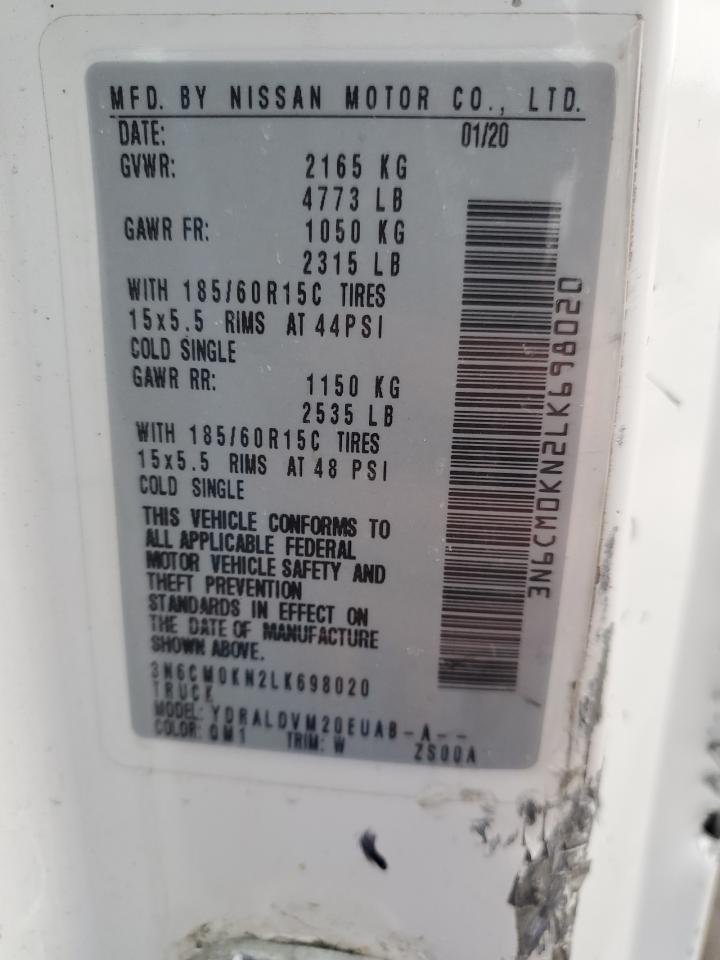 MFD. BY NISSAN MOTOR CO., LTD.
DATE: 01/20
GVWR: 2165 KG
4773 LB
GAWR FR: 1050 KG
2315 LB
WITH 185/60R15C TIRES
15x5.5 RIMS AT 44PSI
COLD SINGLE
GAWR RR: 1150 KG
2535 LB
WITH 185/60R15C TIRES
15x5.5 RIMS AT 48 PSI
COLD SINGLE
THIS VEHICLE CONFORMS TO
ALL APPLICABLE FEDERAL
MOTOR VEHICLE SAFETY AND
THEFT PREVENTION
STANDARDS IN EFFECT ON
THE DATE OF MANUFACTURE
SHOWN ABOVE.
3N6CM0KN2LK698020
TRUCK
MODEL: YDRALDVM20EUAB-A--
COLOR: QM1 TRIM: W ZS00A
3N6CM0KN2LK698020